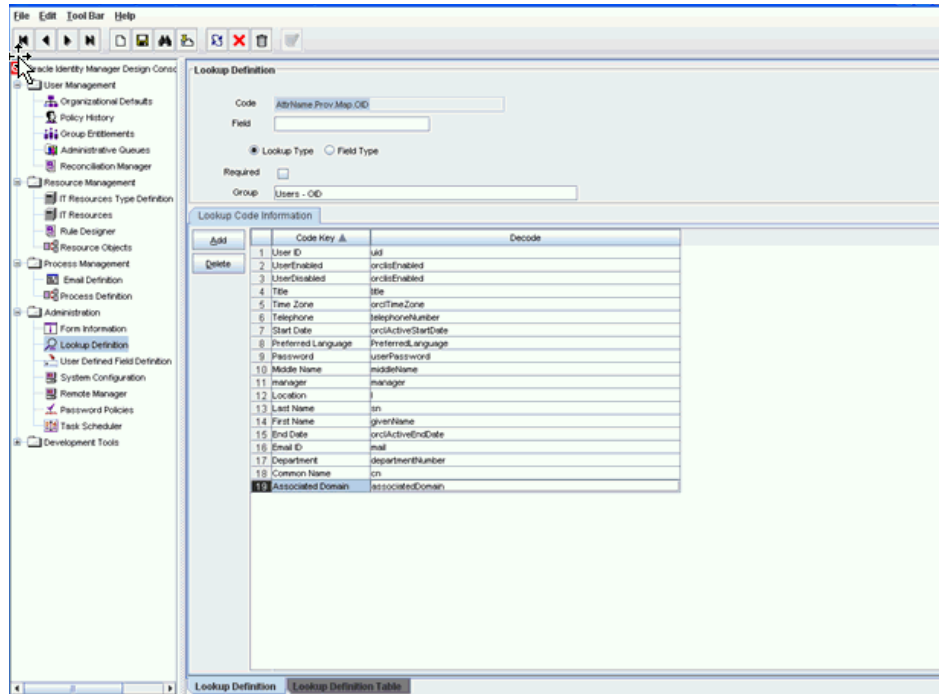 File Edit Tool Bar Help
racle Identity Manager Design Consc
User Management
Organizational Defaults
Policy History
Group Entitlements
Administrative Queues
Reconciliation Manager
Resource Management
IT Resources Type Definition
IT Resources
Rule Designer
Resource Objects
Process Management
Email Definition
Process Definition
Administration
Form Information
Lookup Definition
User Defined Field Definition
System Configuration
Remote Manager
Password Policies
Task Scheduler
Development Tools
Lookup Definition
Code AttrName.Prov.Map.OID
Field
Lookup Type Field Type
Required
Group Users - OID
Lookup Code Information
Add
Delete
Code Key Decode
1 User ID uid
2 UserEnabled orclisEnabled
3 UserDisabled orclisEnabled
4 Title title
5 Time Zone orclTimeZone
6 Telephone telephoneNumber
7 Start Date orclActiveStartDate
8 Preferred Language PreferredLanguage
9 Password userPassword
10 Middle Name middleName
11 manager manager
12 Location l
13 Last Name sn
14 First Name givenName
15 End Date orclActiveEndDate
16 Email ID mail
17 Department departmentNumber
18 Common Name cn
19 Associated Domain associatedDomain
Lookup Definition Lookup Definition Table